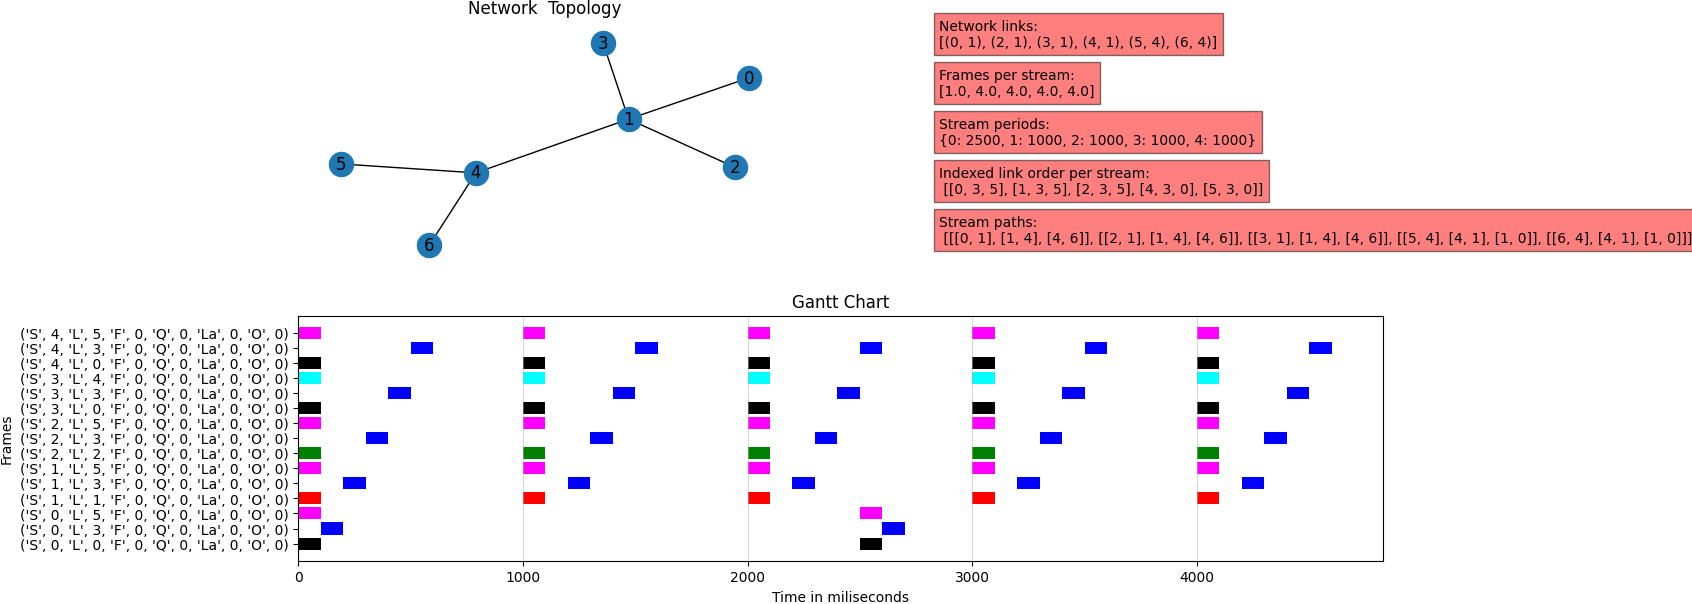 Network  Topology
3
0
1
5
4
2
6
Network links:
[(0, 1), (2, 1), (3, 1), (4, 1), (5, 4), (6, 4)]
Frames per stream:
[1.0, 4.0, 4.0, 4.0, 4.0]
Stream periods:
{0: 2500, 1: 1000, 2: 1000, 3: 1000, 4: 1000}
Indexed link order per stream:
[[0, 3, 5], [1, 3, 5], [2, 3, 5], [4, 3, 0], [5, 3, 0]]
Stream paths:
[[[0, 1], [1, 4], [4, 6]], [[2, 1], [1, 4], [4, 6]], [[3, 1], [1, 4], [4, 6]], [[5, 4], [4, 1], [1, 0]], [[6, 4], [4, 1], [1, 0]]]
Gantt Chart
('S', 4, 'L', 5, 'F', 0, 'Q', 0, 'La', 0, 'O', 0)
('S', 4, 'L', 3, 'F', 0, 'Q', 0, 'La', 0, 'O', 0)
('S', 4, 'L', 0, 'F', 0, 'Q', 0, 'La', 0, 'O', 0)
('S', 3, 'L', 4, 'F', 0, 'Q', 0, 'La', 0, 'O', 0)
('S', 3, 'L', 3, 'F', 0, 'Q', 0, 'La', 0, 'O', 0)
('S', 3, 'L', 0, 'F', 0, 'Q', 0, 'La', 0, 'O', 0)
('S', 2, 'L', 5, 'F', 0, 'Q', 0, 'La', 0, 'O', 0)
('S', 2, 'L', 3, 'F', 0, 'Q', 0, 'La', 0, 'O', 0)
('S', 2, 'L', 2, 'F', 0, 'Q', 0, 'La', 0, 'O', 0)
('S', 1, 'L', 5, 'F', 0, 'Q', 0, 'La', 0, 'O', 0)
('S', 1, 'L', 3, 'F', 0, 'Q', 0, 'La', 0, 'O', 0)
('S', 1, 'L', 1, 'F', 0, 'Q', 0, 'La', 0, 'O', 0)
('S', 0, 'L', 5, 'F', 0, 'Q', 0, 'La', 0, 'O', 0)
('S', 0, 'L', 3, 'F', 0, 'Q', 0, 'La', 0, 'O', 0)
('S', 0, 'L', 0, 'F', 0, 'Q', 0, 'La', 0, 'O', 0)
Frames
0
1000
2000
3000
4000
Time in miliseconds